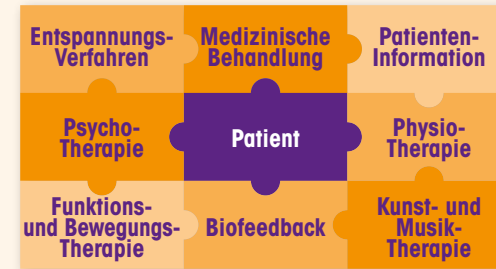 Entspannungs-
Verfahren
Medizinische
Behandlung
Patienten-
Information
Psycho-
Therapie
Patient
Physio-
Therapie
Funktions-
und Bewegungs-
Therapie
Biofeedback
Kunst- und
Musik-
Therapie